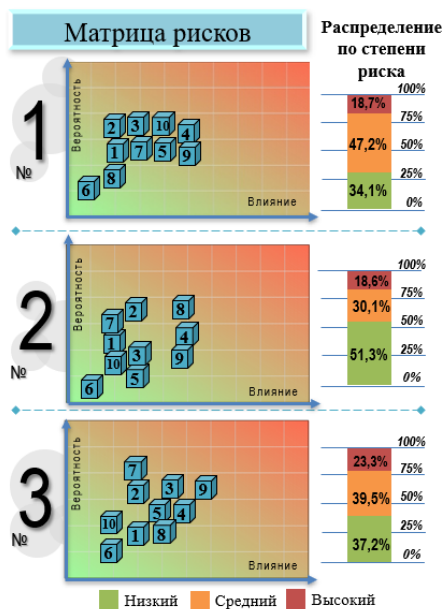 Матрица рисков
Распределение
по степени
риска
№ 1
Вероятность
2 3 10 4
1 7 5 9
6 8
Влияние
100%
18,7%
75%
47,2%
50%
34,1%
25%
0%
№ 2
Вероятность
7 2 8
1 4
10 3 9
6 5
Влияние
100%
18,6%
75%
30,1%
50%
51,3%
25%
0%
№ 3
Вероятность
7
2 3 9
10 5 4
6 1 8
Влияние
100%
23,3%
75%
39,5%
50%
37,2%
25%
0%
Низкий Средний Высокий